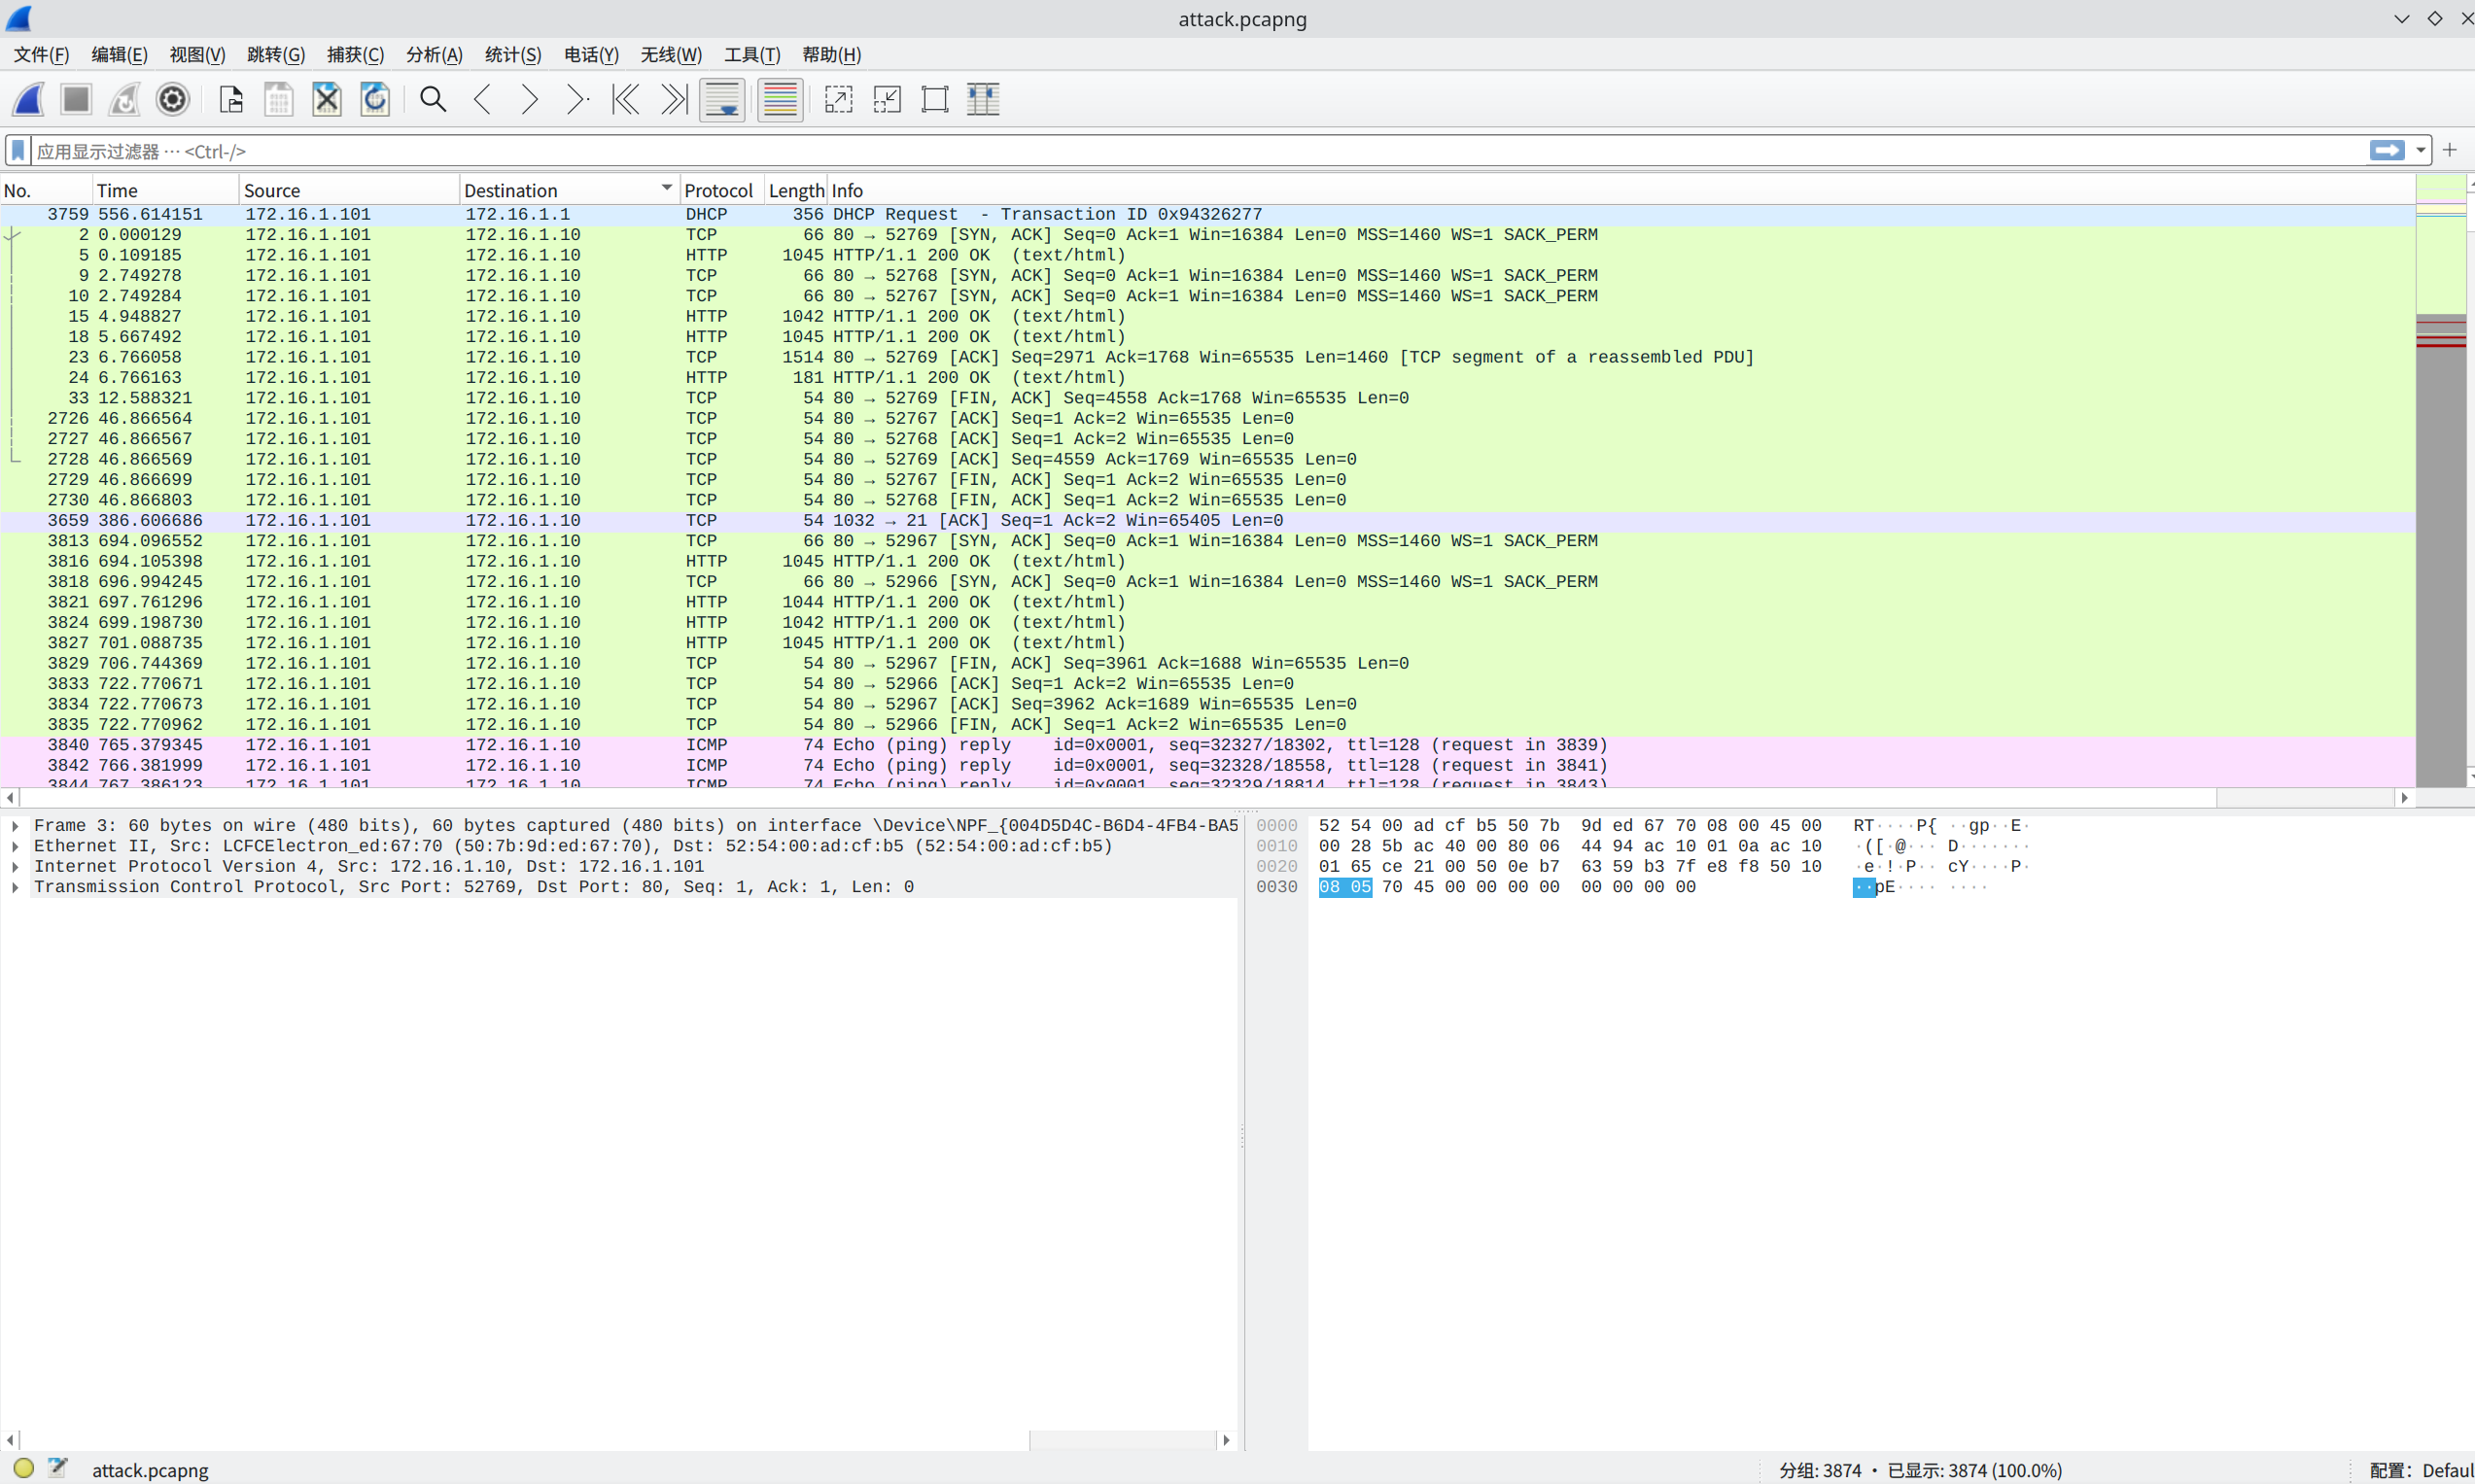 attack.pcapng
文件(F) 编辑(E) 视图(V) 跳转(G) 捕获(C) 分析(A) 统计(S) 电话(Y) 无线(W) 工具(T) 帮助(H)
应用显示过滤器 … <Ctrl-/>
No. Time Source Destination Protocol Length Info
3759 556.614151 172.16.1.101 172.16.1.1 DHCP 356 DHCP Request - Transaction ID 0x94326277
2 0.000129 172.16.1.101 172.16.1.10 TCP 66 80 → 52769 [SYN, ACK] Seq=0 Ack=1 Win=16384 Len=0 MSS=1460 WS=1 SACK_PERM
5 0.109185 172.16.1.101 172.16.1.10 HTTP 1045 HTTP/1.1 200 OK (text/html)
9 2.749278 172.16.1.101 172.16.1.10 TCP 66 80 → 52768 [SYN, ACK] Seq=0 Ack=1 Win=16384 Len=0 MSS=1460 WS=1 SACK_PERM
10 2.749284 172.16.1.101 172.16.1.10 TCP 66 80 → 52767 [SYN, ACK] Seq=0 Ack=1 Win=16384 Len=0 MSS=1460 WS=1 SACK_PERM
15 4.948827 172.16.1.101 172.16.1.10 HTTP 1042 HTTP/1.1 200 OK (text/html)
18 5.667492 172.16.1.101 172.16.1.10 HTTP 1045 HTTP/1.1 200 OK (text/html)
23 6.766058 172.16.1.101 172.16.1.10 TCP 1514 80 → 52769 [ACK] Seq=2971 Ack=1768 Win=65535 Len=1460 [TCP segment of a reassembled PDU]
24 6.766163 172.16.1.101 172.16.1.10 HTTP 181 HTTP/1.1 200 OK (text/html)
33 12.588321 172.16.1.101 172.16.1.10 TCP 54 80 → 52769 [FIN, ACK] Seq=4558 Ack=1768 Win=65535 Len=0
2726 46.866564 172.16.1.101 172.16.1.10 TCP 54 80 → 52767 [ACK] Seq=1 Ack=2 Win=65535 Len=0
2727 46.866567 172.16.1.101 172.16.1.10 TCP 54 80 → 52768 [ACK] Seq=1 Ack=2 Win=65535 Len=0
2728 46.866569 172.16.1.101 172.16.1.10 TCP 54 80 → 52769 [ACK] Seq=4559 Ack=1769 Win=65535 Len=0
2729 46.866699 172.16.1.101 172.16.1.10 TCP 54 80 → 52767 [FIN, ACK] Seq=1 Ack=2 Win=65535 Len=0
2730 46.866803 172.16.1.101 172.16.1.10 TCP 54 80 → 52768 [FIN, ACK] Seq=1 Ack=2 Win=65535 Len=0
3659 386.606686 172.16.1.101 172.16.1.10 TCP 54 1032 → 21 [ACK] Seq=1 Ack=2 Win=65405 Len=0
3813 694.096552 172.16.1.101 172.16.1.10 TCP 66 80 → 52967 [SYN, ACK] Seq=0 Ack=1 Win=16384 Len=0 MSS=1460 WS=1 SACK_PERM
3816 694.105398 172.16.1.101 172.16.1.10 HTTP 1045 HTTP/1.1 200 OK (text/html)
3818 696.994245 172.16.1.101 172.16.1.10 TCP 66 80 → 52966 [SYN, ACK] Seq=0 Ack=1 Win=16384 Len=0 MSS=1460 WS=1 SACK_PERM
3821 697.761296 172.16.1.101 172.16.1.10 HTTP 1044 HTTP/1.1 200 OK (text/html)
3824 699.198730 172.16.1.101 172.16.1.10 HTTP 1042 HTTP/1.1 200 OK (text/html)
3827 701.088735 172.16.1.101 172.16.1.10 HTTP 1045 HTTP/1.1 200 OK (text/html)
3829 706.744369 172.16.1.101 172.16.1.10 TCP 54 80 → 52967 [FIN, ACK] Seq=3961 Ack=1688 Win=65535 Len=0
3833 722.770671 172.16.1.101 172.16.1.10 TCP 54 80 → 52966 [ACK] Seq=1 Ack=2 Win=65535 Len=0
3834 722.770673 172.16.1.101 172.16.1.10 TCP 54 80 → 52967 [ACK] Seq=3962 Ack=1689 Win=65535 Len=0
3835 722.770962 172.16.1.101 172.16.1.10 TCP 54 80 → 52966 [FIN, ACK] Seq=1 Ack=2 Win=65535 Len=0
3840 765.379345 172.16.1.101 172.16.1.10 ICMP 74 Echo (ping) reply id=0x0001, seq=32327/18302, ttl=128 (request in 3839)
3842 766.381999 172.16.1.101 172.16.1.10 ICMP 74 Echo (ping) reply id=0x0001, seq=32328/18558, ttl=128 (request in 3841)
3844 767.386123 172.16.1.101 172.16.1.10 ICMP 74 Echo (ping) reply id=0x0001, seq=32329/18814, ttl=128 (request in 3843)
Frame 3: 60 bytes on wire (480 bits), 60 bytes captured (480 bits) on interface \Device\NPF_{004D5D4C-B6D4-4FB4-BA5
Ethernet II, Src: LCFCElectron_ed:67:70 (50:7b:9d:ed:67:70), Dst: 52:54:00:ad:cf:b5 (52:54:00:ad:cf:b5)
Internet Protocol Version 4, Src: 172.16.1.10, Dst: 172.16.1.101
Transmission Control Protocol, Src Port: 52769, Dst Port: 80, Seq: 1, Ack: 1, Len: 0
0000 52 54 00 ad cf b5 50 7b 9d ed 67 70 08 00 45 00 RT····P{ ··gp··E·
0010 00 28 5b ac 40 00 80 06 44 94 ac 10 01 0a ac 10 ·([·@··· D·······
0020 01 65 ce 21 00 50 0e b7 63 59 b3 7f e8 f8 50 10 ·e·!·P·· cY····P·
0030 08 05 70 45 00 00 00 00 00 00 00 00 ··pE···· ····
attack.pcapng
分组: 3874 · 已显示: 3874 (100.0%)
配置: Defaul